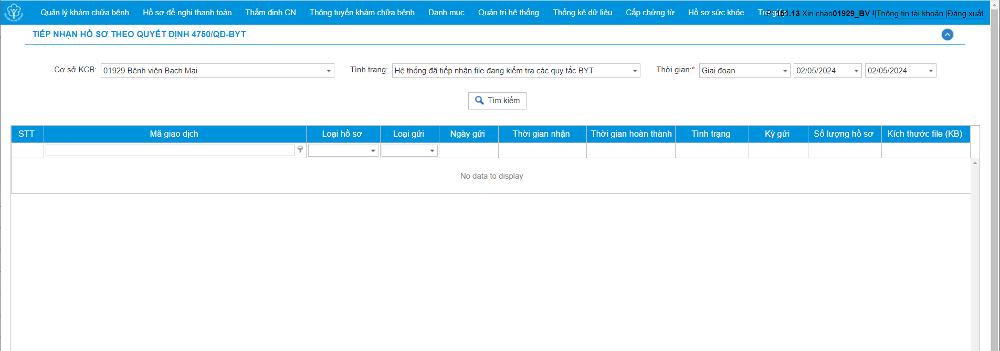 Quản lý khám chữa bệnh Hồ sơ đề nghị thanh toán Thẩm định CN Thông tuyến khám chữa bệnh Danh mục Quản trị hệ thống Thống kê dữ liệu Cấp chứng từ Hồ sơ sức khỏe 151.13 Xin chào01929_BV !|Thông tin tài khoản |Đăng xuất
TIẾP NHẬN HỒ SƠ THEO QUYẾT ĐỊNH 4750/QĐ-BYT
Cơ sở KCB: 01929 Bệnh viện Bạch Mai Tình trạng: Hệ thống đã tiếp nhận file đang kiểm tra các quy tắc BYT Thời gian:* Giai đoạn 02/05/2024 02/05/2024
Tìm kiếm
STT Mã giao dịch Loại hồ sơ Loại gửi Ngày gửi Thời gian nhận Thời gian hoàn thành Tình trạng Kỳ gửi Số lượng hồ sơ Kích thước file (KB)
No data to display